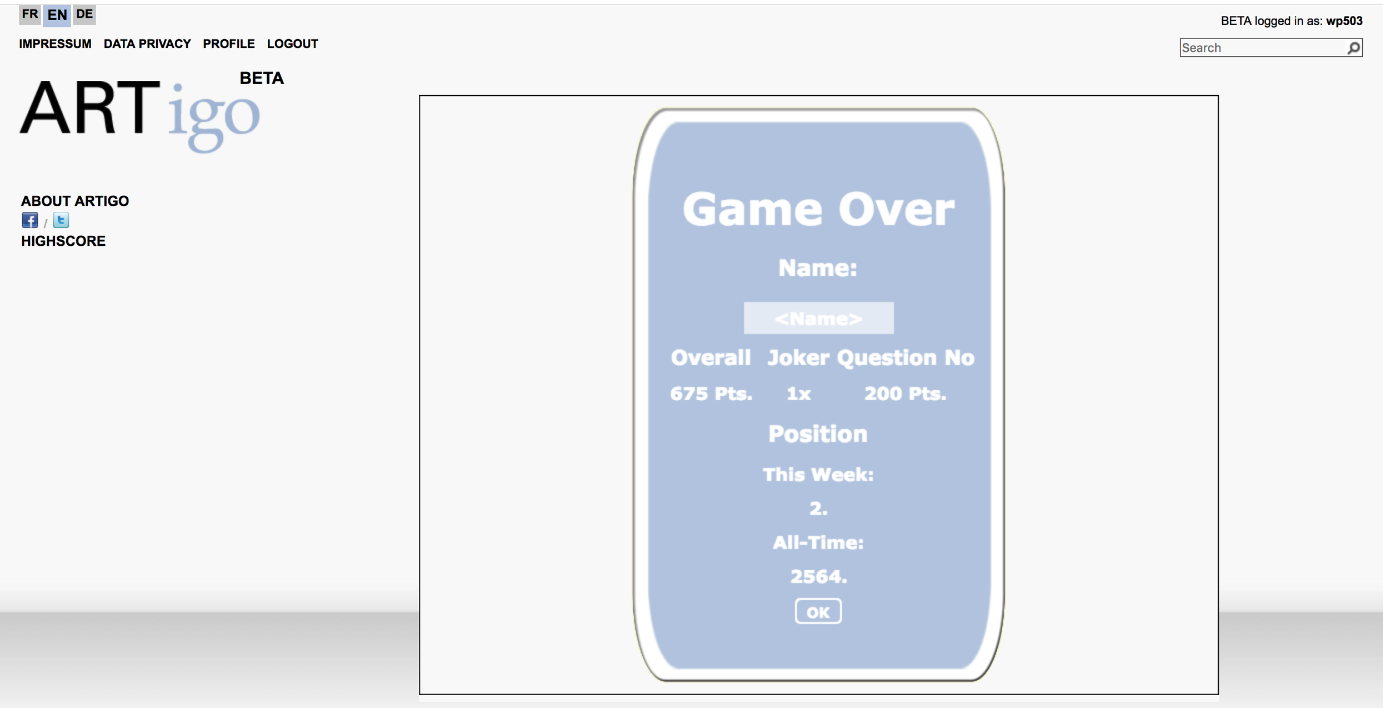 FR EN DE
BETA logged in as: wp503
IMPRESSUM DATA PRIVACY PROFILE LOGOUT
Search
BETA
ARTigo
ABOUT ARTIGO
f / t
HIGHSCORE
Game Over
Name:
<Name>
Overall Joker Question No
675 Pts. 1x 200 Pts.
Position
This Week:
2.
All-Time:
2564.
OK